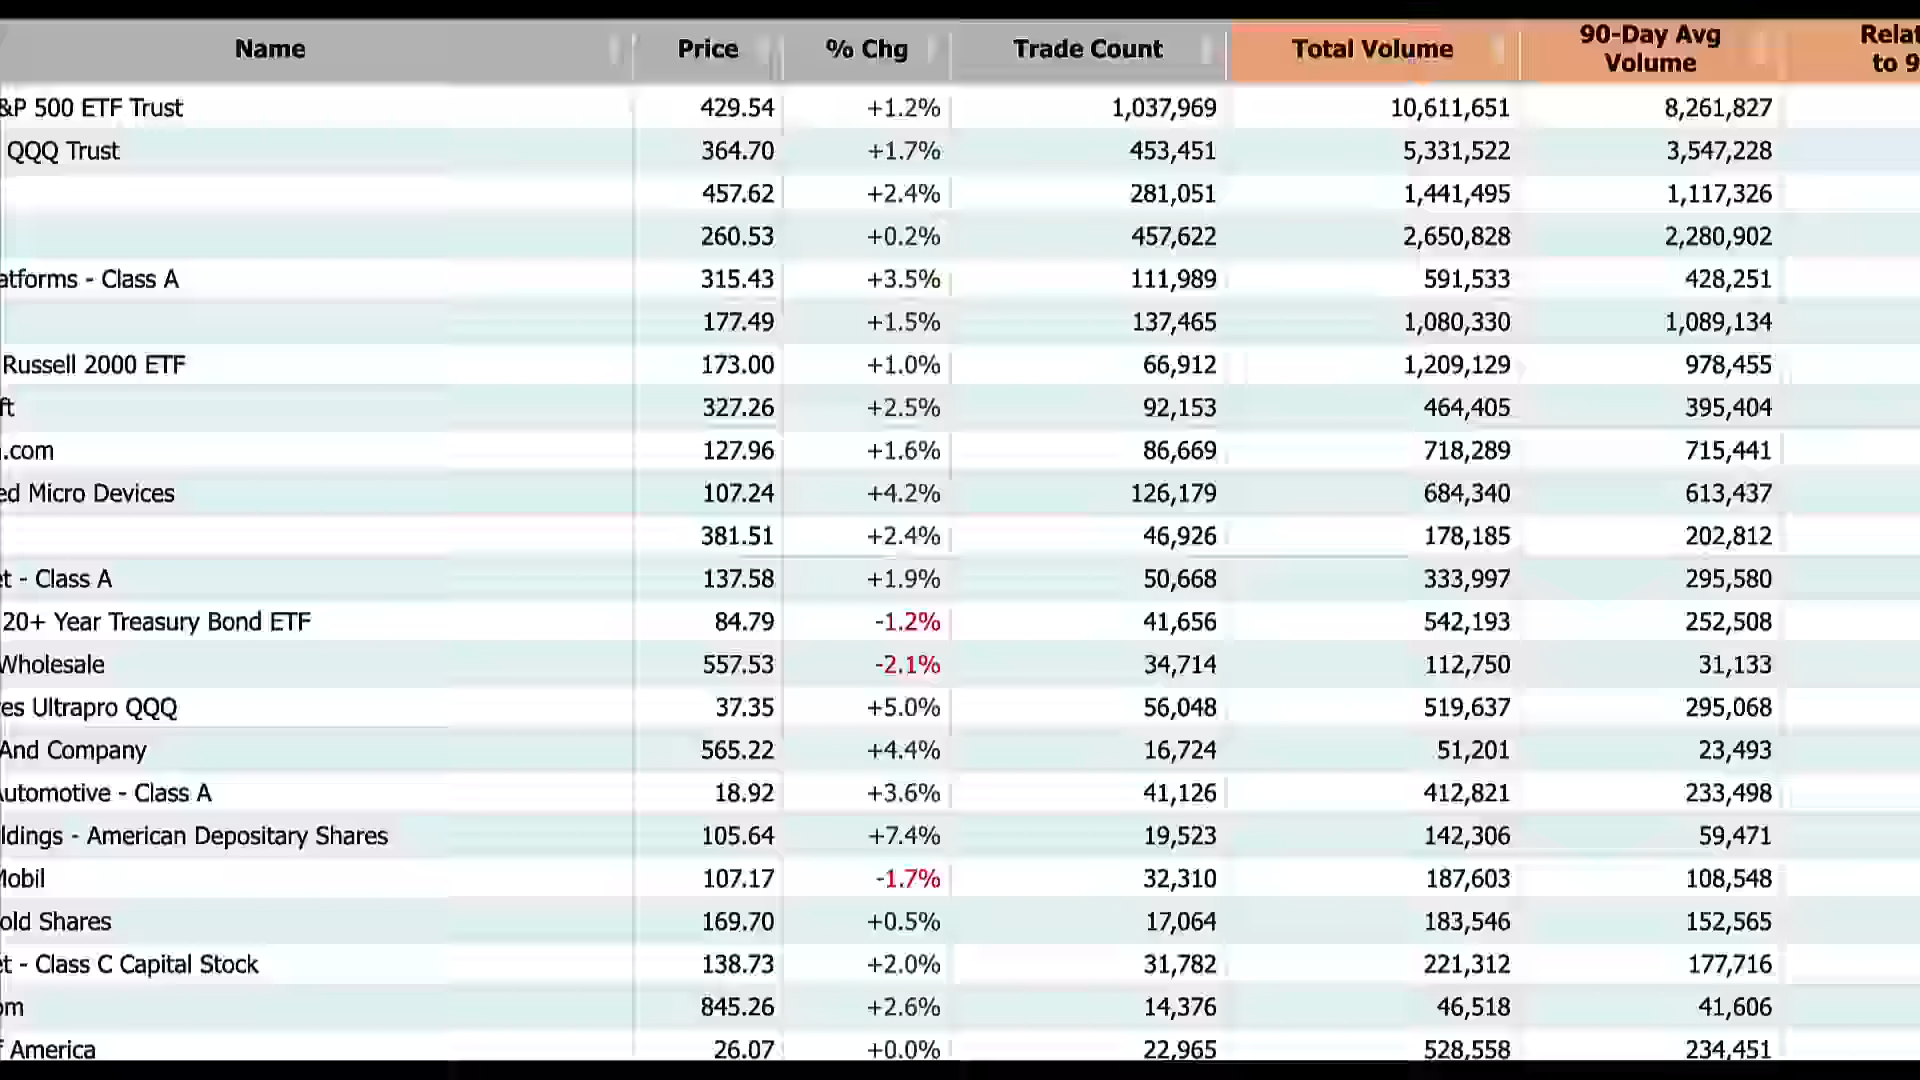 Name Price % Chg Trade Count Total Volume 90-Day Avg Volume Relat to 9
&P 500 ETF Trust 429.54 +1.2% 1,037,969 10,611,651 8,261,827
QQQ Trust 364.70 +1.7% 453,451 5,331,522 3,547,228
457.62 +2.4% 281,051 1,441,495 1,117,326
260.53 +0.2% 457,622 2,650,828 2,280,902
atforms - Class A 315.43 +3.5% 111,989 591,533 428,251
177.49 +1.5% 137,465 1,080,330 1,089,134
Russell 2000 ETF 173.00 +1.0% 66,912 1,209,129 978,455
ft 327.26 +2.5% 92,153 464,405 395,404
.com 127.96 +1.6% 86,669 718,289 715,441
ed Micro Devices 107.24 +4.2% 126,179 684,340 613,437
381.51 +2.4% 46,926 178,185 202,812
et - Class A 137.58 +1.9% 50,668 333,997 295,580
20+ Year Treasury Bond ETF 84.79 -1.2% 41,656 542,193 252,508
Wholesale 557.53 -2.1% 34,714 112,750 31,133
es Ultrapro QQQ 37.35 +5.0% 56,048 519,637 295,068
And Company 565.22 +4.4% 16,724 51,201 23,493
utomotive - Class A 18.92 +3.6% 41,126 412,821 233,498
ldings - American Depositary Shares 105.64 +7.4% 19,523 142,306 59,471
Mobil 107.17 -1.7% 32,310 187,603 108,548
old Shares 169.70 +0.5% 17,064 183,546 152,565
et - Class C Capital Stock 138.73 +2.0% 31,782 221,312 177,716
om 845.26 +2.6% 14,376 46,518 41,606
f America 26.07 +0.0% 22,965 528,558 234,451